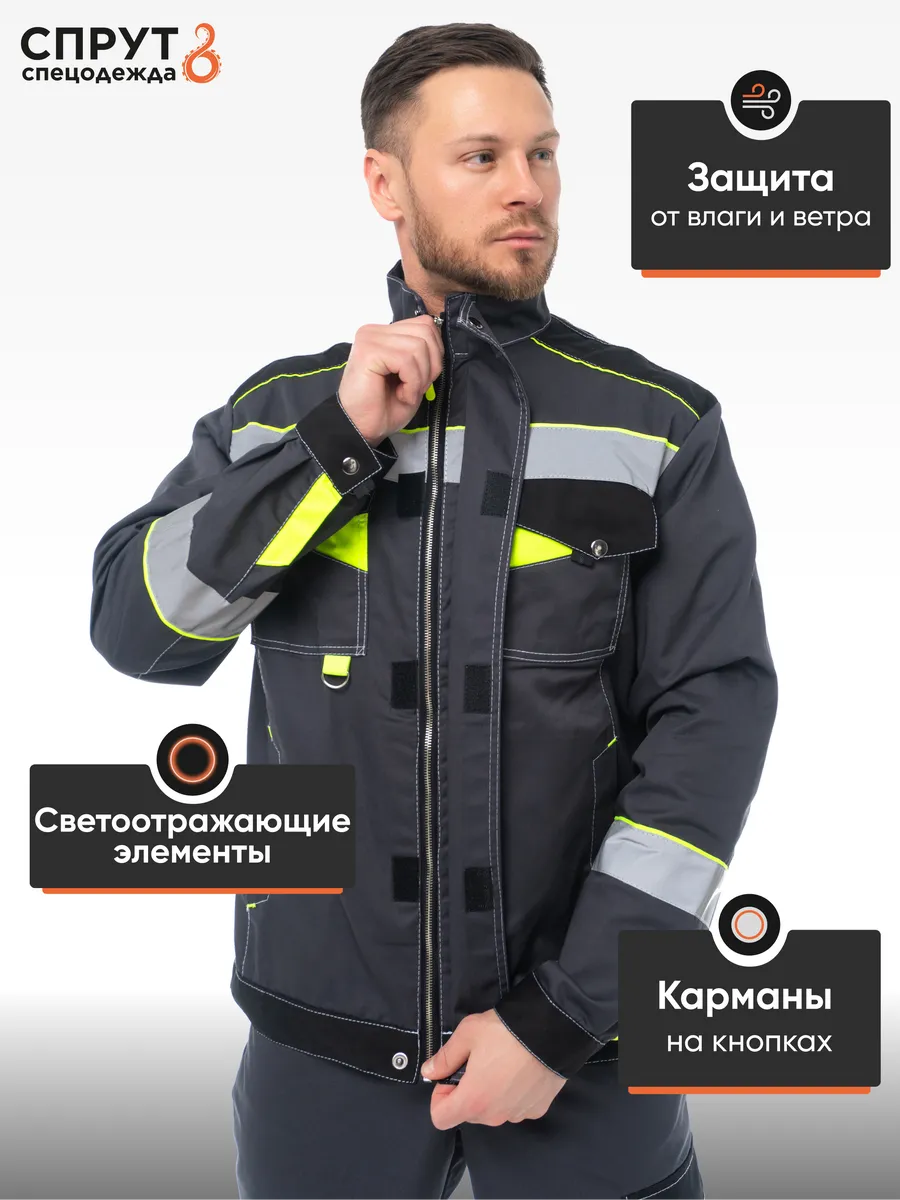 СПРУТ
спецодежда
Защита
от влаги и ветра
Светоотражающие
элементы
Карманы
на кнопках